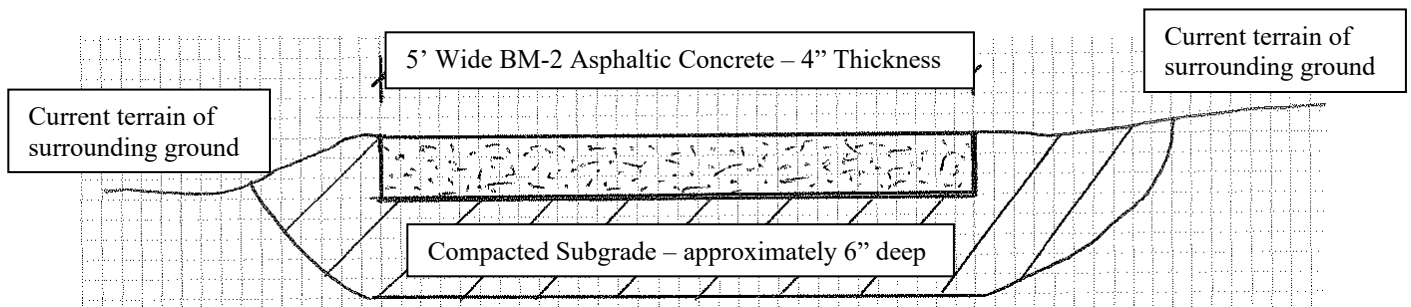 5’ Wide BM-2 Asphaltic Concrete – 4” Thickness
Current terrain of
surrounding ground
Current terrain of
surrounding ground
Compacted Subgrade – approximately 6” deep